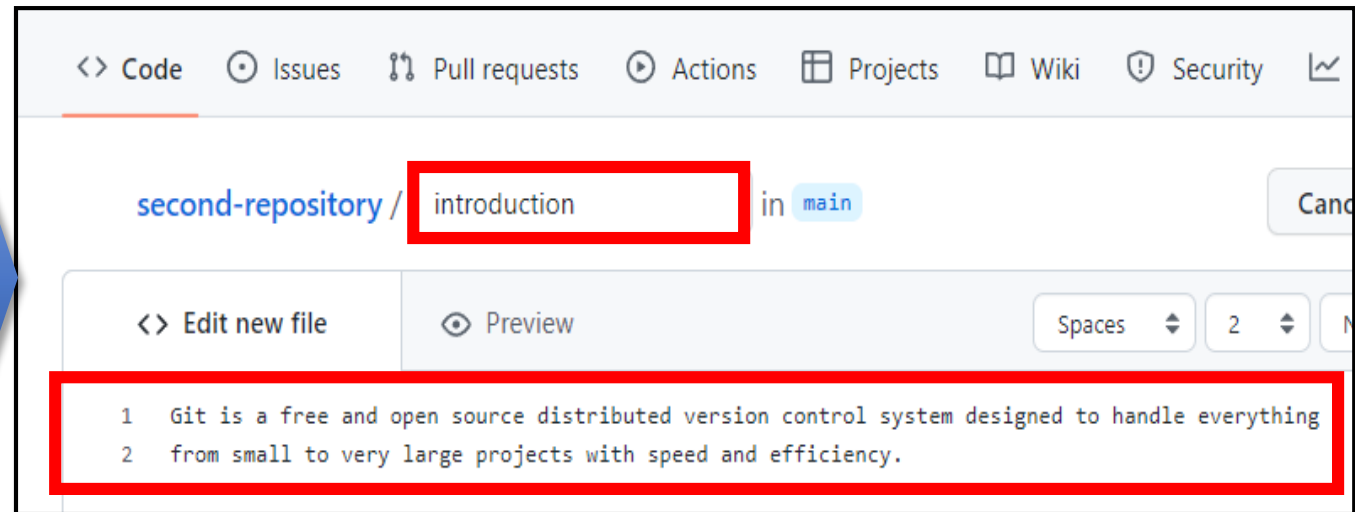 <> Code Issues Pull requests Actions Projects Wiki Security
second-repository / introduction in main
<> Edit new file Preview Spaces 2
1 Git is a free and open source distributed version control system designed to handle everything
2 from small to very large projects with speed and efficiency.